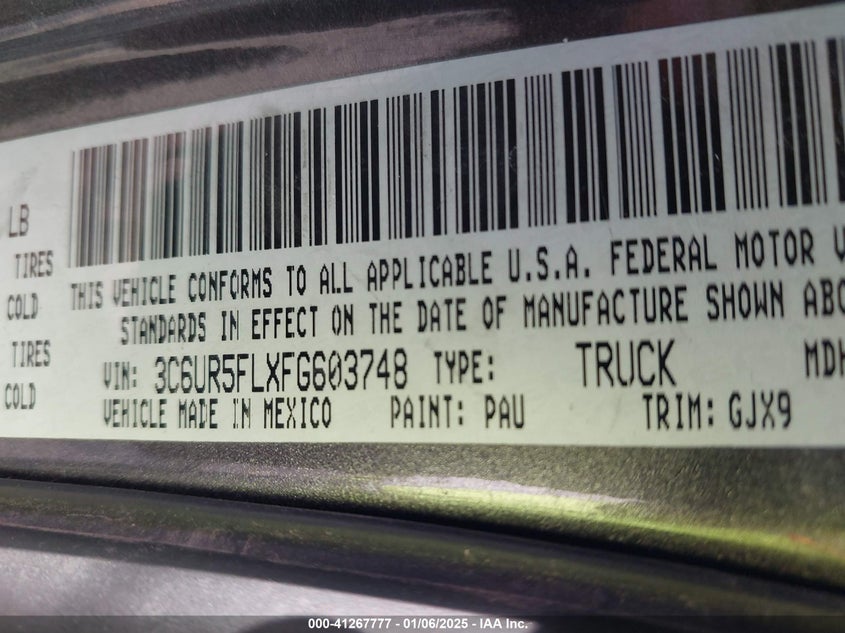 LB
TIRES
COLD
TIRES
COLD
THIS VEHICLE CONFORMS TO ALL APPLICABLE U.S.A. FEDERAL MOTOR V
STANDARDS IN EFFECT ON THE DATE OF MANUFACTURE SHOWN ABO
VIN: 3C6UR5FLXFG603748 TYPE: TRUCK MDH
VEHICLE MADE IN MEXICO PAINT: PAU TRIM: GJX9
000-41267777 - 01/06/2025 - IAA Inc.